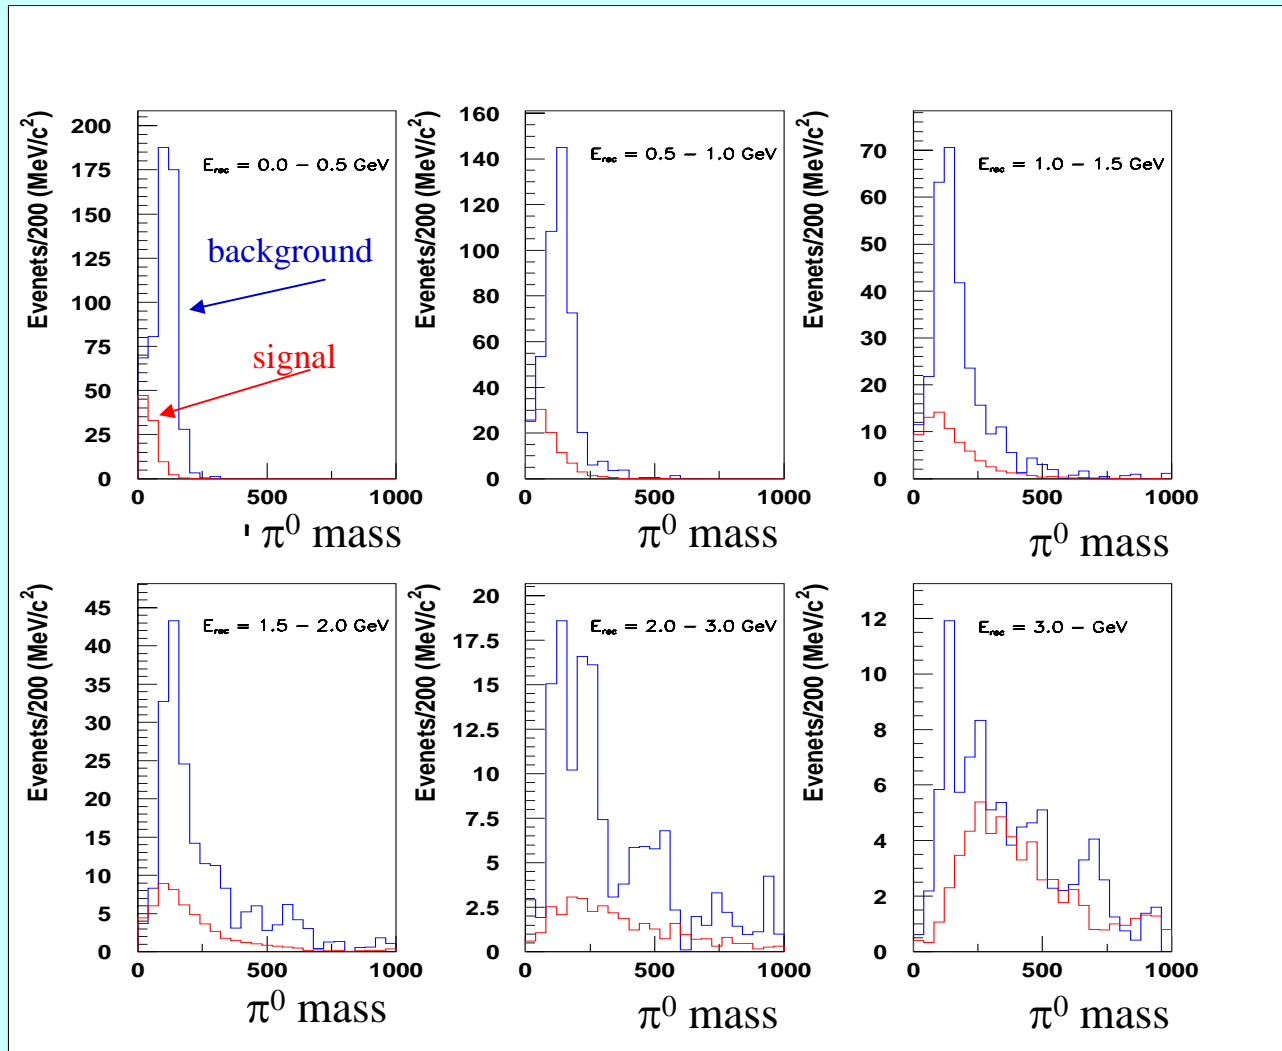 Evenets/200 (MeV/c²)
200
175
150
125
100
75
50
25
0
E_rec = 0.0 – 0.5 GeV
background
signal
0 500 1000
π⁰ mass
Evenets/200 (MeV/c²)
160
140
120
100
80
60
40
20
0
E_rec = 0.5 – 1.0 GeV
0 500 1000
π⁰ mass
Evenets/200 (MeV/c²)
70
60
50
40
30
20
10
0
E_rec = 1.0 – 1.5 GeV
0 500 1000
π⁰ mass
Evenets/200 (MeV/c²)
45
40
35
30
25
20
15
10
5
0
E_rec = 1.5 – 2.0 GeV
0 500 1000
π⁰ mass
Evenets/200 (MeV/c²)
20
17.5
15
12.5
10
7.5
5
2.5
0
E_rec = 2.0 – 3.0 GeV
0 500 1000
π⁰ mass
Evenets/200 (MeV/c²)
12
10
8
6
4
2
0
E_rec = 3.0 – GeV
0 500 1000
π⁰ mass